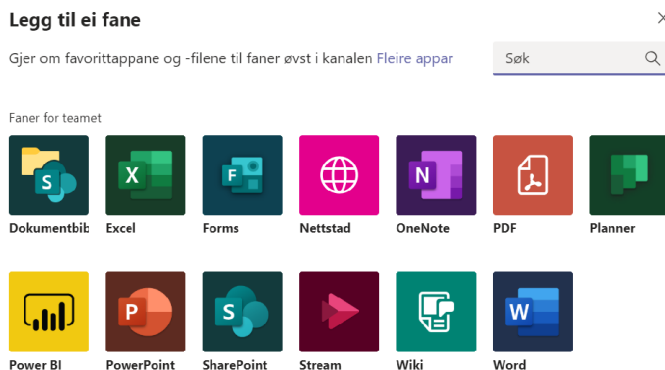 Legg til ei fane
Gjer om favorittappane og -filene til faner øvst i kanalen Fleire appar
Søk
Faner for teamet
Dokumentbib Excel Forms Nettstad OneNote PDF Planner
Power BI PowerPoint SharePoint Stream Wiki Word